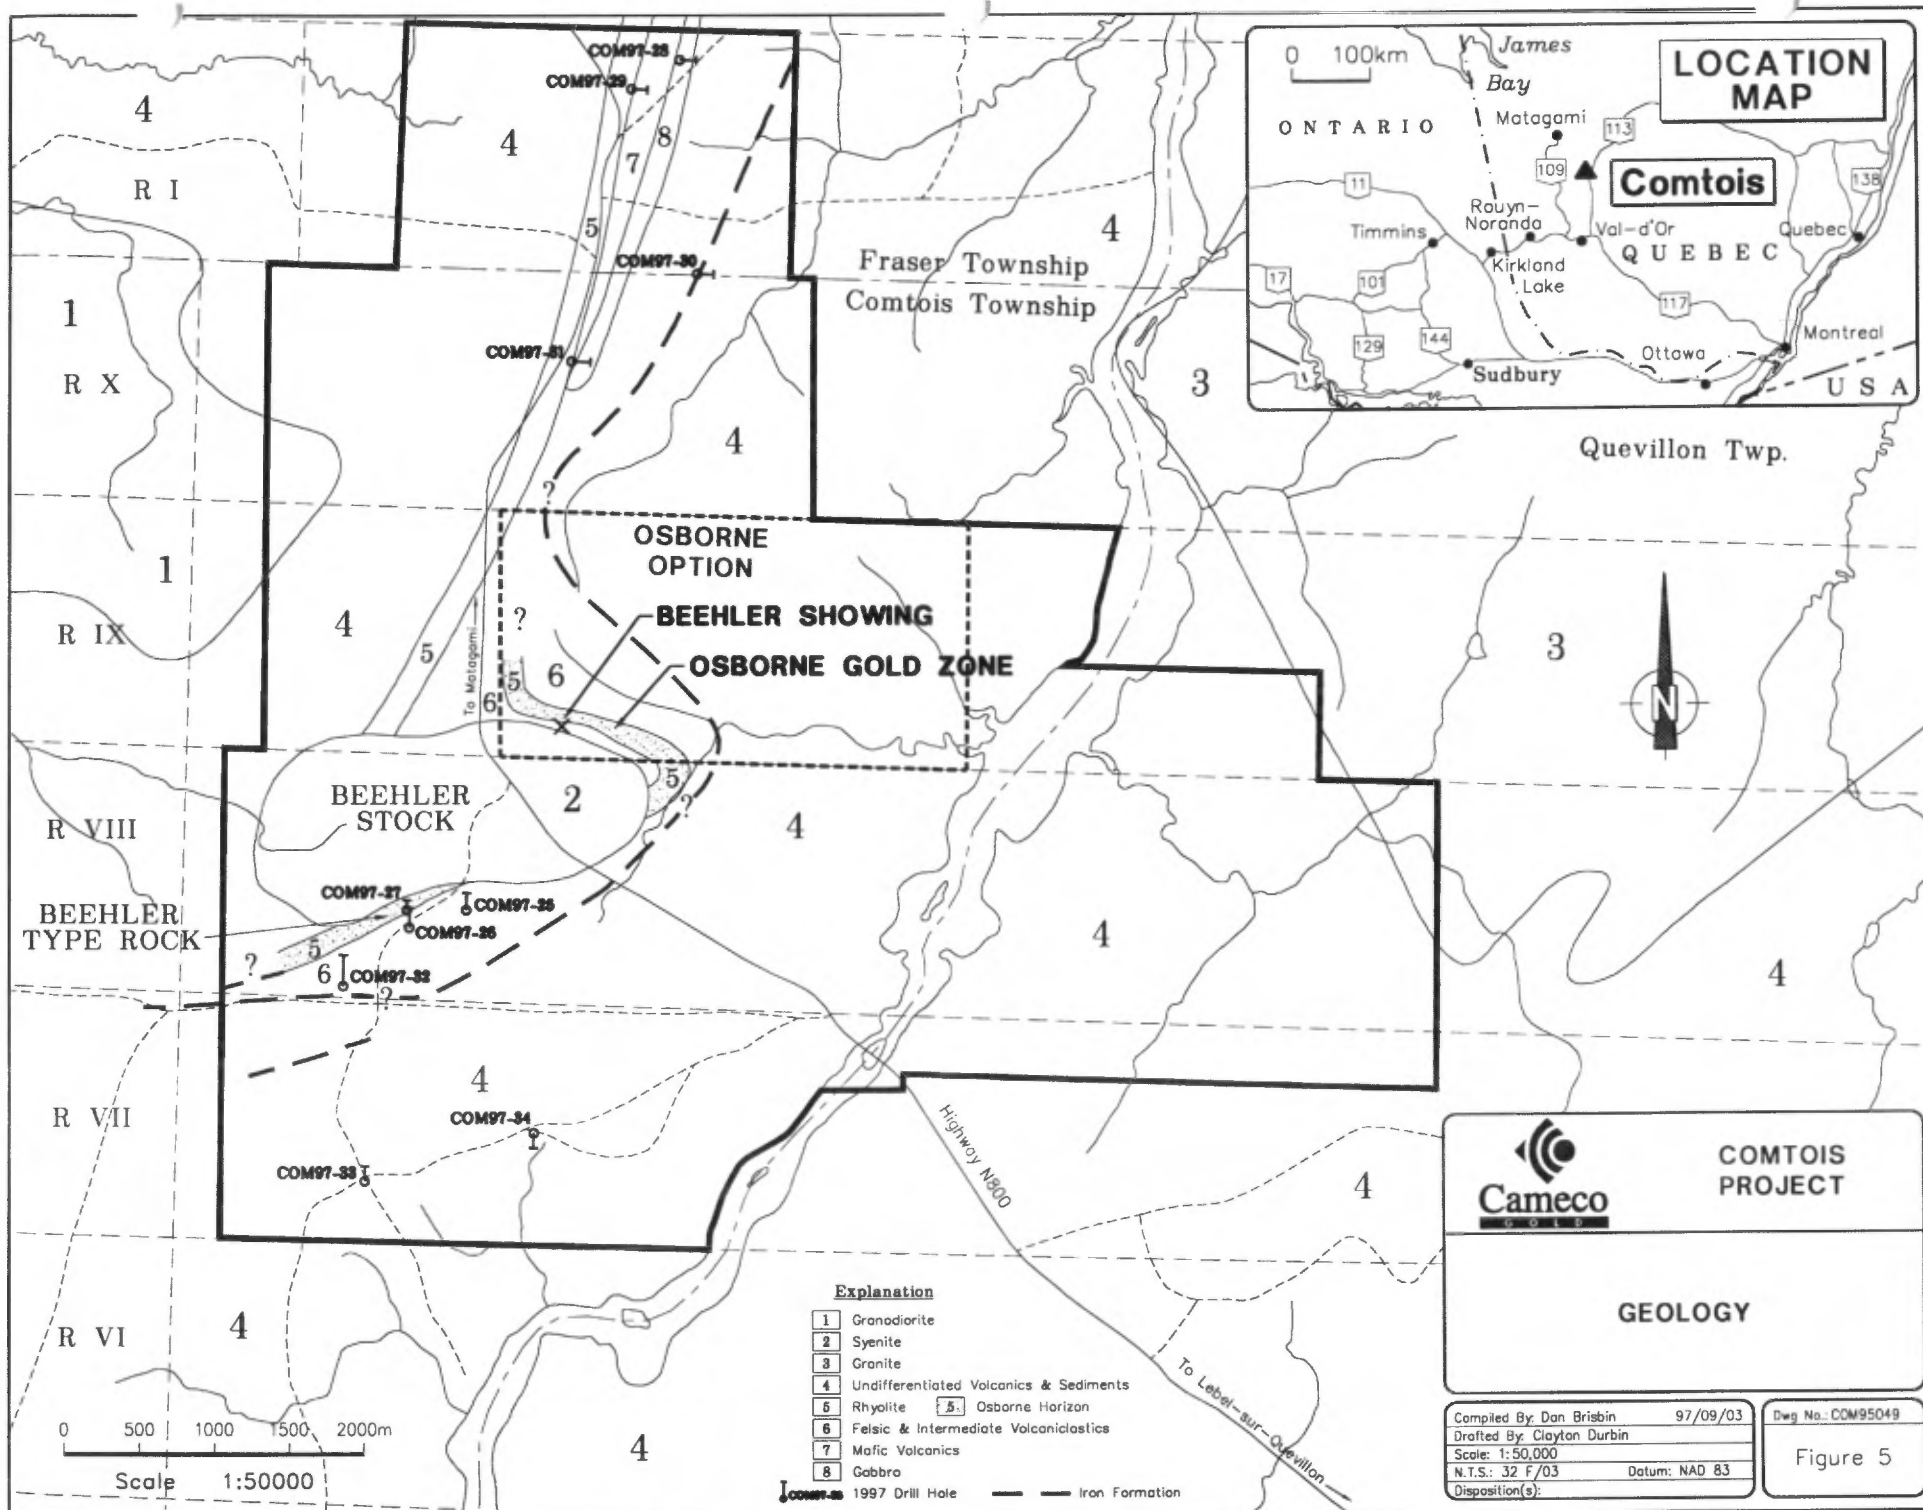 COM97-28
COM97-29
4
4
8
7
R I
5
4
COM97-30
Fraser Township
Comtois Township
1
COM97-31
R X
3
4
?
OSBORNE
OPTION
1
?
BEEHLER SHOWING
R IX
4
5
To Matagami
OSBORNE GOLD ZONE
6
5
6
3
N
5
BEEHLER
STOCK
2
?
4
R VIII
COM97-27
COM97-25
BEEHLER
TYPE ROCK
COM97-26
5
?
6
COM97-32
?
4
4
4
R VII
COM97-34
COM97-33
Highway N800
4
R VI
4
4
To Lebel-sur-Quevillon
0 500 1000 1500 2000m
Scale 1:50000
0 100km
James
Bay
LOCATION
MAP
ONTARIO
Matagami
113
109
Comtois
11
138
Rouyn-
Noranda
Timmins
Val-d'Or
Quebec
QUEBEC
Kirkland
Lake
17
101
117
129
144
Montreal
Ottawa
Sudbury
USA
Quevillon Twp.
Explanation
1 Granodiorite
2 Syenite
3 Granite
4 Undifferentiated Volcanics & Sediments
5 Rhyolite 5 Osborne Horizon
6 Felsic & Intermediate Volcaniclastics
7 Mafic Volcanics
8 Gabbro
1997 Drill Hole Iron Formation
Cameco
GOLD
COMTOIS
PROJECT
GEOLOGY
Compiled By: Dan Brisbin 97/09/03
Drafted By: Clayton Durbin
Scale: 1:50,000
N.T.S.: 32 F/03 Datum: NAD 83
Disposition(s):
Dwg No.: COM95049
Figure 5